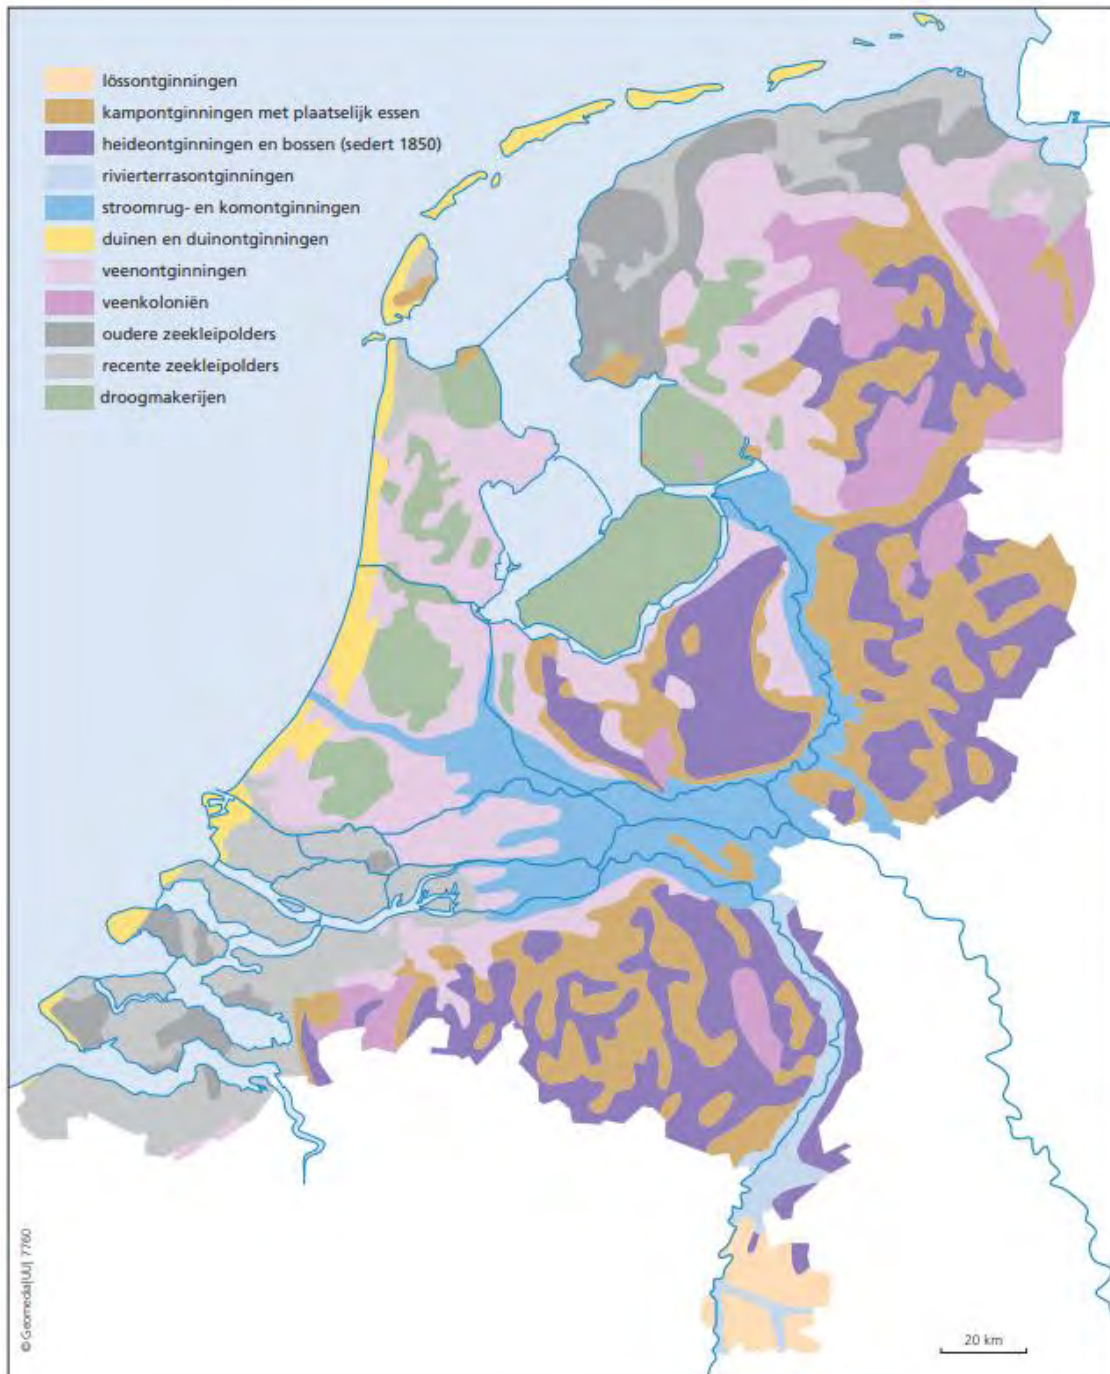 lössontginningen
kampontginningen met plaatselijk essen
heideontginningen en bossen (sedert 1850)
rivierterrasontginningen
stroomrug- en komontginningen
duinen en duinontginningen
veenontginningen
veenkoloniën
oudere zeekleipolders
recente zeekleipolders
droogmakerijen
© Geomedia|UU| 7760
20 km